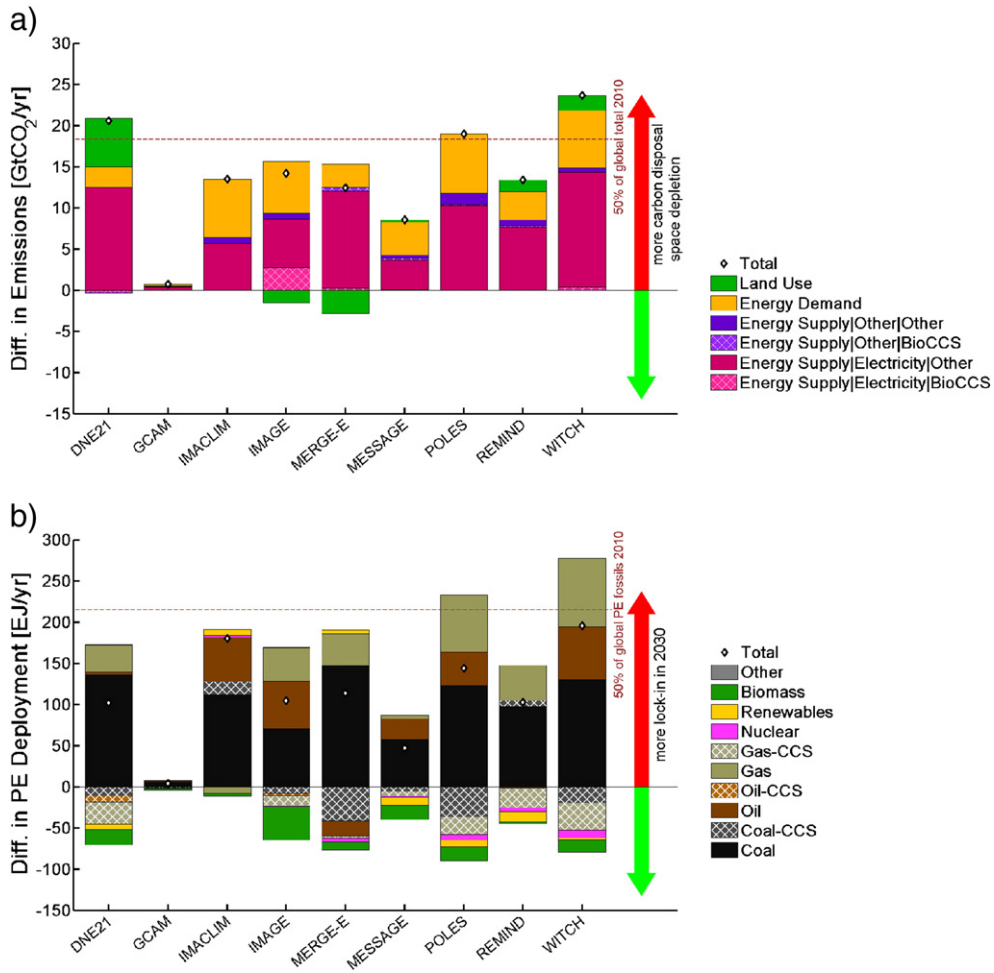 a)
Diff. in Emissions [GtCO2/yr]
30
25
20
15
10
5
0
-5
-10
-15
50% of global total 2010
more carbon disposal
space depletion
DNE21
GCAM
IMACLIM
IMAGE
MERGE-E
MESSAGE
POLES
REMIND
WITCH
Total
Land Use
Energy Demand
Energy Supply|Other|Other
Energy Supply|Other|BioCCS
Energy Supply|Electricity|Other
Energy Supply|Electricity|BioCCS
b)
Diff. in PE Deployment [EJ/yr]
300
250
200
150
100
50
0
-50
-100
-150
50% of global PE fossils 2010
more lock-in in 2030
DNE21
GCAM
IMACLIM
IMAGE
MERGE-E
MESSAGE
POLES
REMIND
WITCH
Total
Other
Biomass
Renewables
Nuclear
Gas-CCS
Gas
Oil-CCS
Oil
Coal-CCS
Coal